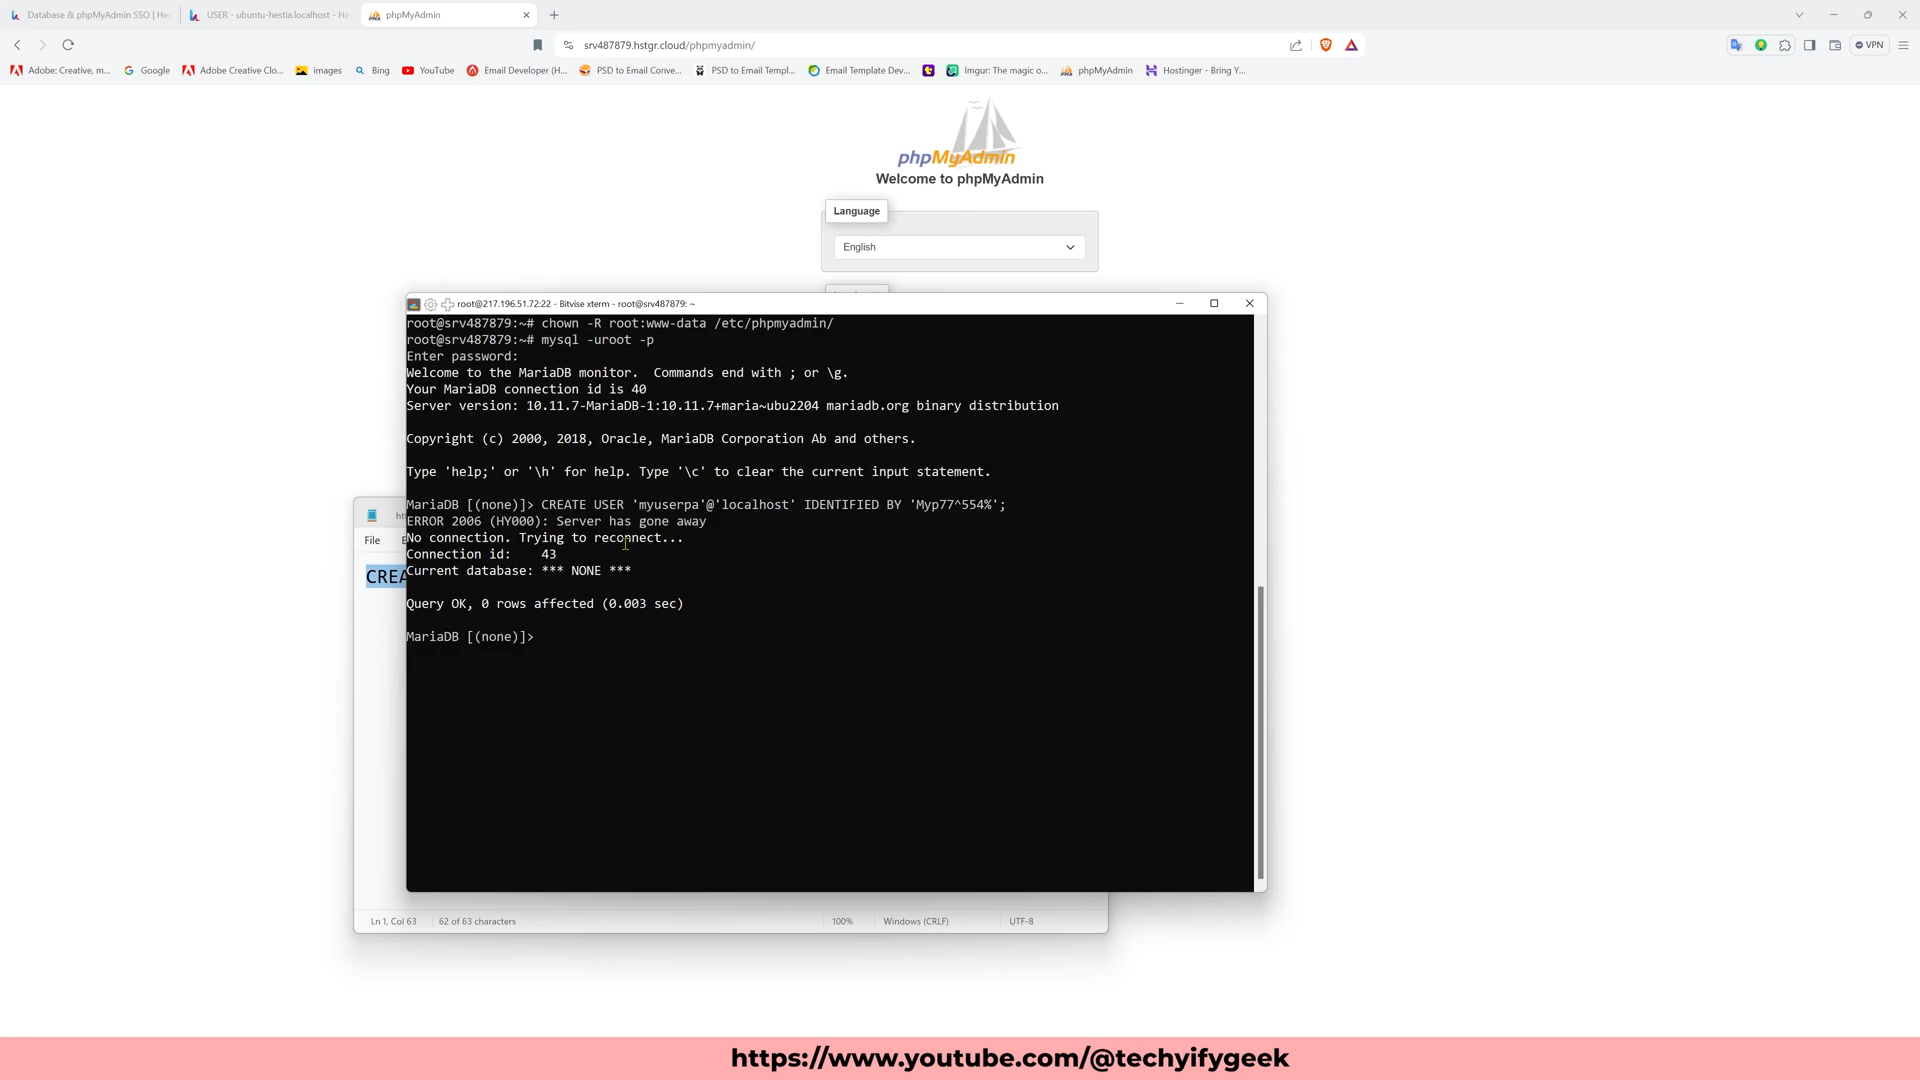 Database & phpMyAdmin SSO | He
USER - ubuntu-hestia.localhost - He
phpMyAdmin
srv487879.hstgr.cloud/phpmyadmin/
VPN
Adobe: Creative, m...
Google
Adobe Creative Clo...
images
Bing
YouTube
Email Developer (H...
PSD to Email Conve...
PSD to Email Templ...
Email Template Dev...
Imgur: The magic o...
phpMyAdmin
Hostinger - Bring Y...
phpMyAdmin
Welcome to phpMyAdmin
Language
English
root@217.196.51.72:22 - Bitvise xterm - root@srv487879: ~
root@srv487879:~# chown -R root:www-data /etc/phpmyadmin/
root@srv487879:~# mysql -uroot -p
Enter password:
Welcome to the MariaDB monitor.  Commands end with ; or \g.
Your MariaDB connection id is 40
Server version: 10.11.7-MariaDB-1:10.11.7+maria~ubu2204 mariadb.org binary distribution
Copyright (c) 2000, 2018, Oracle, MariaDB Corporation Ab and others.
Type 'help;' or '\h' for help. Type '\c' to clear the current input statement.
MariaDB [(none)]> CREATE USER 'myuserpa'@'localhost' IDENTIFIED BY 'Myp77^554%';
ERROR 2006 (HY000): Server has gone away
No connection. Trying to reconnect...
Connection id:    43
Current database: *** NONE ***
Query OK, 0 rows affected (0.003 sec)
MariaDB [(none)]>
File
CREA
Ln 1, Col 63
62 of 63 characters
100%
Windows (CRLF)
UTF-8
https://www.youtube.com/@techyifygeek